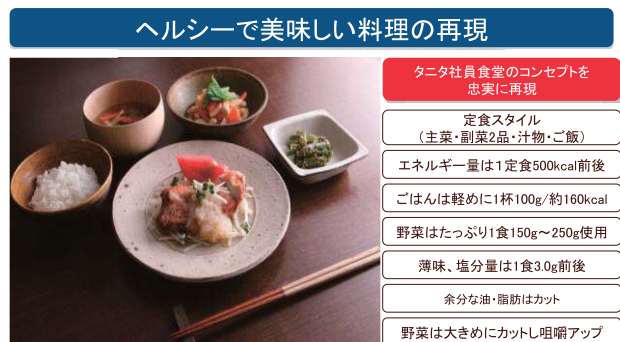 ヘルシーで美味しい料理の再現
タニタ社員食堂のコンセプトを
忠実に再現
定食スタイル
（主菜・副菜2品・汁物・ご飯）
エネルギー量は１定食500kcal前後
ごはんは軽めに1杯100g/約160kcal
野菜はたっぷり1食150g～250g使用
薄味、塩分量は1食3.0g前後
余分な油・脂肪はカット
野菜は大きめにカットし咀嚼アップ